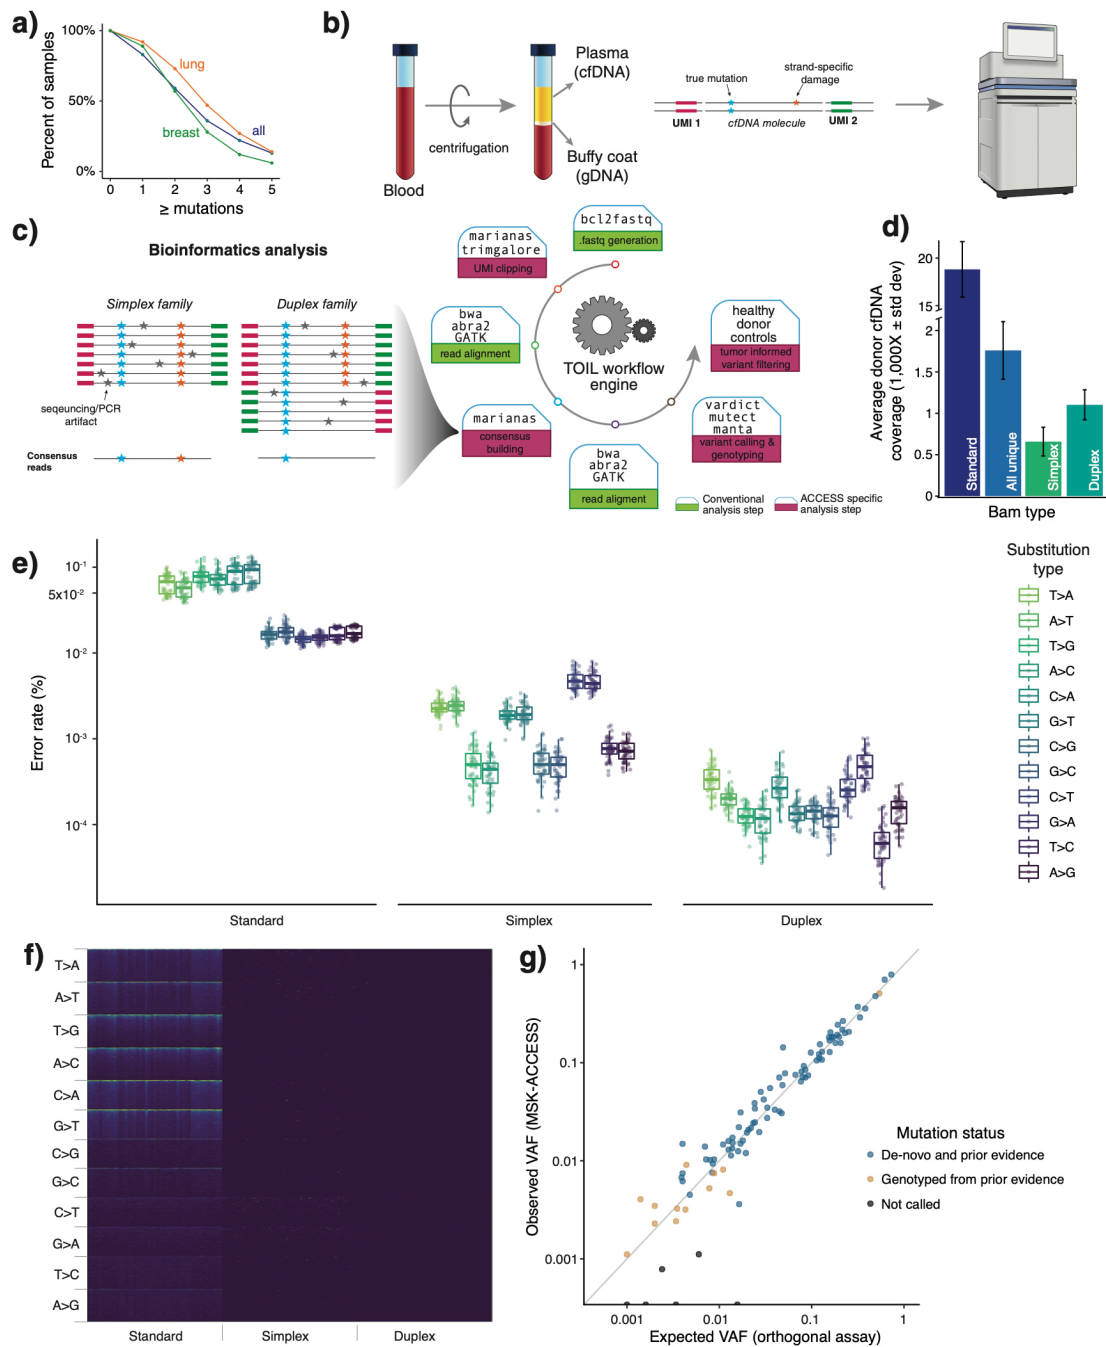 a)
100%
50%
0%
Percent of samples
lung
breast
all
0 1 2 3 4 5
≥ mutations
b)
Blood
centrifugation
Plasma
(cfDNA)
Buffy coat
(gDNA)
true mutation
strand-specific
damage
UMI 1
cfDNA molecule
UMI 2
c)
Bioinformatics analysis
Simplex family
Duplex family
seqeuncing/PCR
artifact
Consensus
reads
marianas
trimgalore
UMI clipping
bcl2fastq
.fastq generation
bwa
abra2
GATK
read alignment
TOIL workflow
engine
healthy
donor
controls
tumor informed
variant filtering
marianas
consensus
building
vardict
mutect
manta
variant calling &
genotyping
bwa
abra2
GATK
read aligment
Conventional
analysis step
ACCESS specific
analysis step
d)
Average donor cfDNA
coverage (1,000X ± std dev)
20
15
2
1.5
1
0.5
0
Standard
All unique
Simplex
Duplex
Bam type
e)
Error rate (%)
10-1
5x10-2
10-2
10-3
10-4
Standard
Simplex
Duplex
Substitution
type
T>A
A>T
T>G
A>C
C>A
G>T
C>G
G>C
C>T
G>A
T>C
A>G
f)
T>A
A>T
T>G
A>C
C>A
G>T
C>G
G>C
C>T
G>A
T>C
A>G
Standard
Simplex
Duplex
g)
Observed VAF (MSK-ACCESS)
1
0.1
0.01
0.001
0.001 0.01 0.1 1
Expected VAF (orthogonal assay)
Mutation status
De-novo and prior evidence
Genotyped from prior evidence
Not called